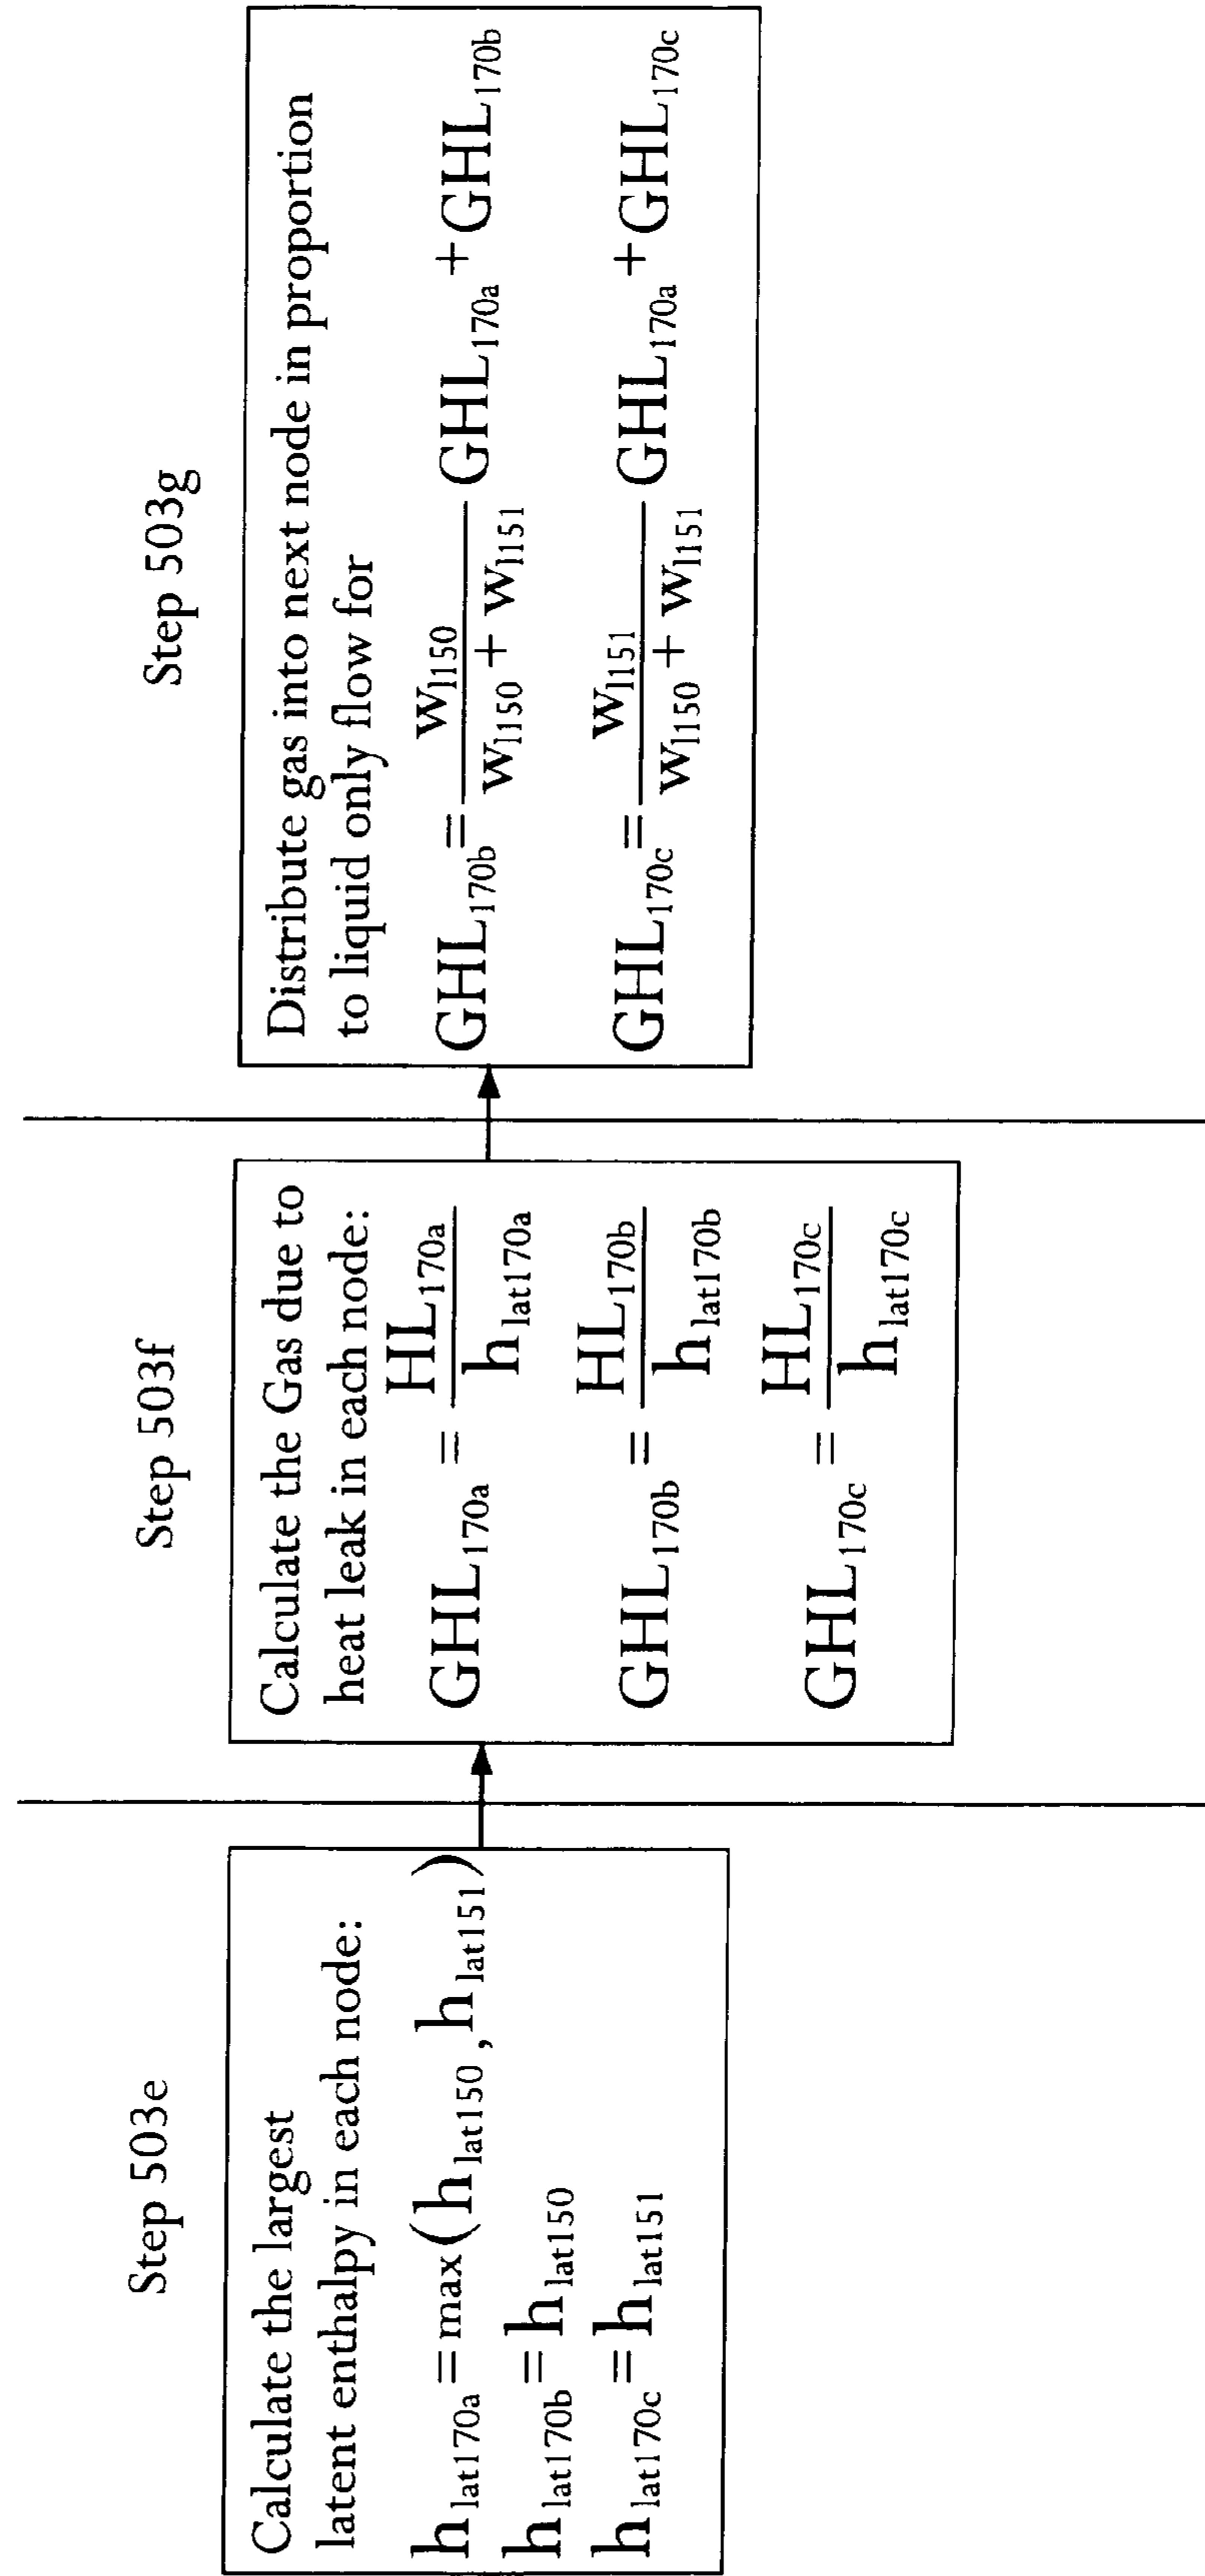 Step 503e
Calculate the largest
latent enthalpy in each node:
h_lat170a = max(h_lat150, h_lat151)
h_lat170b = h_lat150
h_lat170c = h_lat151
Step 503f
Calculate the Gas due to
heat leak in each node:
GHL_170a = HL_170a / h_lat170a
GHL_170b = HL_170b / h_lat170b
GHL_170c = HL_170c / h_lat170c
Step 503g
Distribute gas into next node in proportion
to liquid only flow for
GHL_170b = w_l150 / (w_l150 + w_l151) GHL_170a + GHL_170b
GHL_170c = w_l151 / (w_l150 + w_l151) GHL_170a + GHL_170c